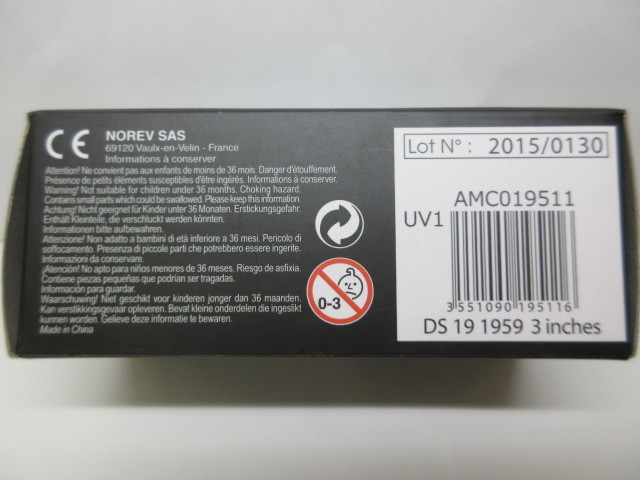 CE
NOREV SAS
69120 Vaulx-en-Velin - France
Informations à conserver
Attention! Ne convient pas aux enfants de moins de 36 mois. Danger d'étouffement.
Présence de petits éléments susceptibles d'être ingérés. Informations à conserver.
Warning! Not suitable for children under 36 months. Choking hazard.
Contains small parts which could be swallowed. Please keep this information.
Achtung! Nicht geeignet für Kinder unter 36 Monaten. Erstickungsgefahr.
Enthält Kleinteile, die verschluckt werden könnten.
Informationen bitte aufbewahren.
Attenzione! Non adatto a bambini di età inferiore a 36 mesi. Pericolo di
soffocamento. Presenza di piccole parti che potrebbero essere ingerite.
Informazioni da conservare.
¡Atención! No apto para niños menores de 36 meses. Riesgo de asfixia.
Contiene piezas pequeñas que podrían ser tragadas.
Información para guardar.
Waarschuwing! Niet geschikt voor kinderen jonger dan 36 maanden.
Kan verstikkingsgevaar opleveren. Bevat kleine onderdelen die ingeslikt
kunnen worden. Gelieve deze informatie te bewaren.
Made in China
0-3
Lot N° : 2015/0130
AMC019511
UV1
3 551090 195116
DS 19 1959 3 inches